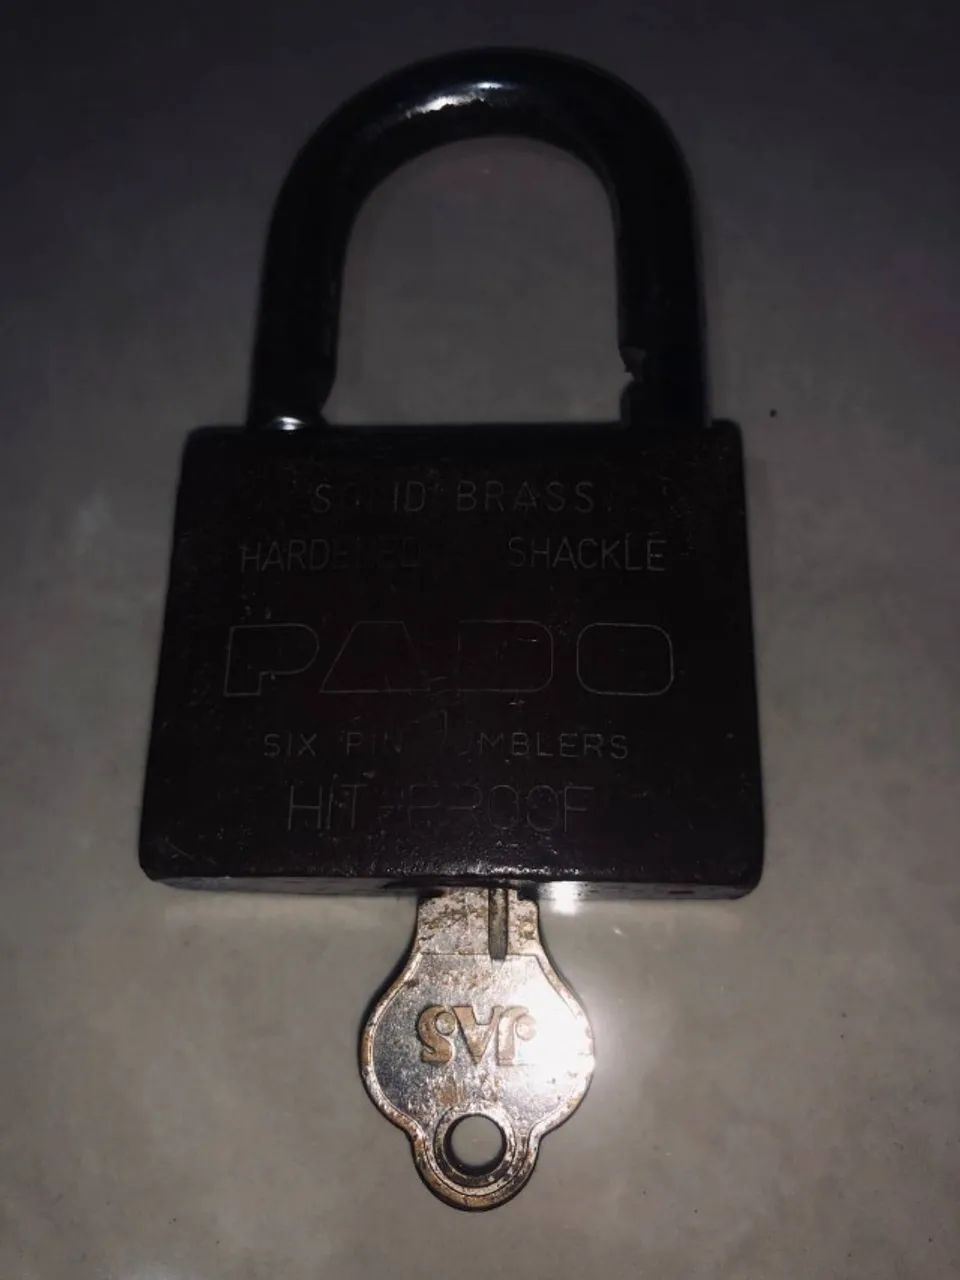 SOLID BRASS
HARDENED SHACKLE
PADO
SIX PIN TUMBLERS
HIT-PROOF
JAS